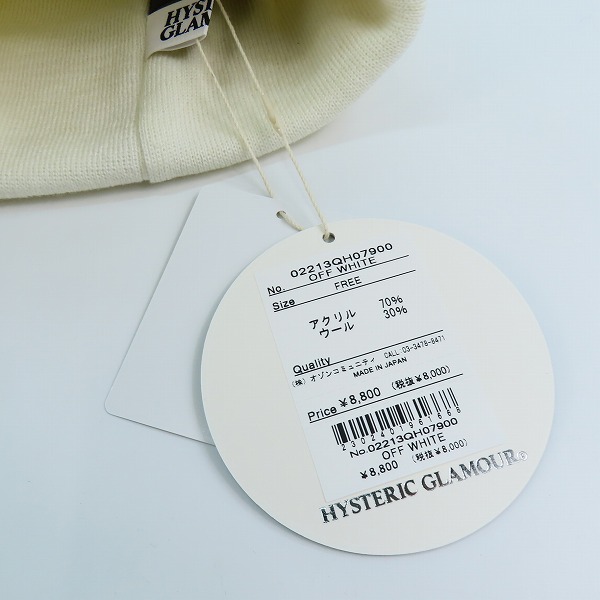 HYSTERIC
GLAM
No. 02213QH07900
OFF WHITE
Size FREE
アクリル 70%
ウール 30%
Quality
(株) オゾンコミュニティ CALL 03-3478-8471
MADE IN JAPAN
Price ¥8,800 (税抜¥8,000)
2302401961666
No.02213QH07900
OFF WHITE
¥8,800 (税抜¥8,000)
HYSTERIC GLAMOUR®